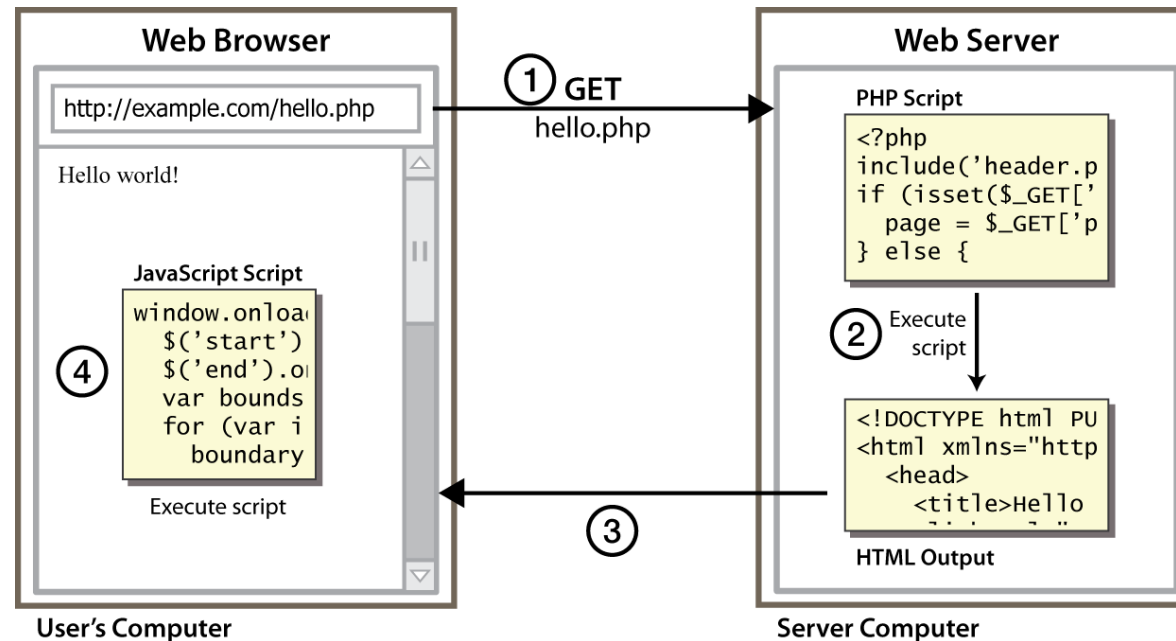 Web Browser
http://example.com/hello.php
Hello world!
JavaScript Script
window.onloa
$('start')
$('end').o
var bounds
for (var i
boundary
4
Execute script
User's Computer
1 GET
hello.php
3
Web Server
PHP Script
<?php
include('header.p
if (isset($_GET['
page = $_GET['p
} else {
2 Execute
script
<!DOCTYPE html PU
<html xmlns="http
<head>
<title>Hello
HTML Output
Server Computer